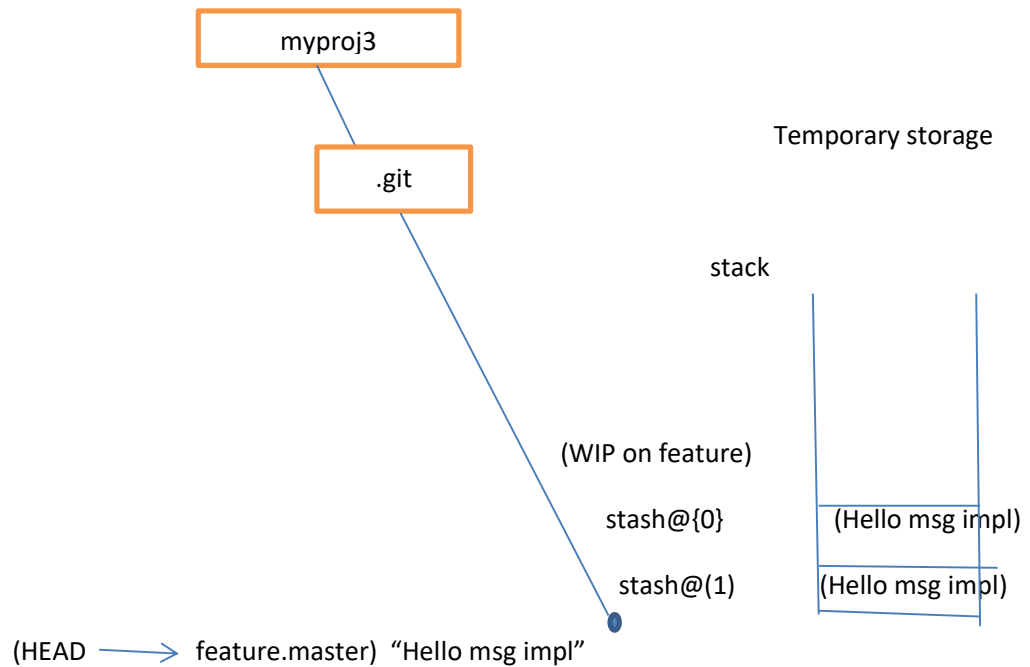 myproj3
Temporary storage
.git
stack
(WIP on feature)
stash@{0} (Hello msg impl)
stash@(1) (Hello msg impl)
(HEAD feature.master) “Hello msg impl”